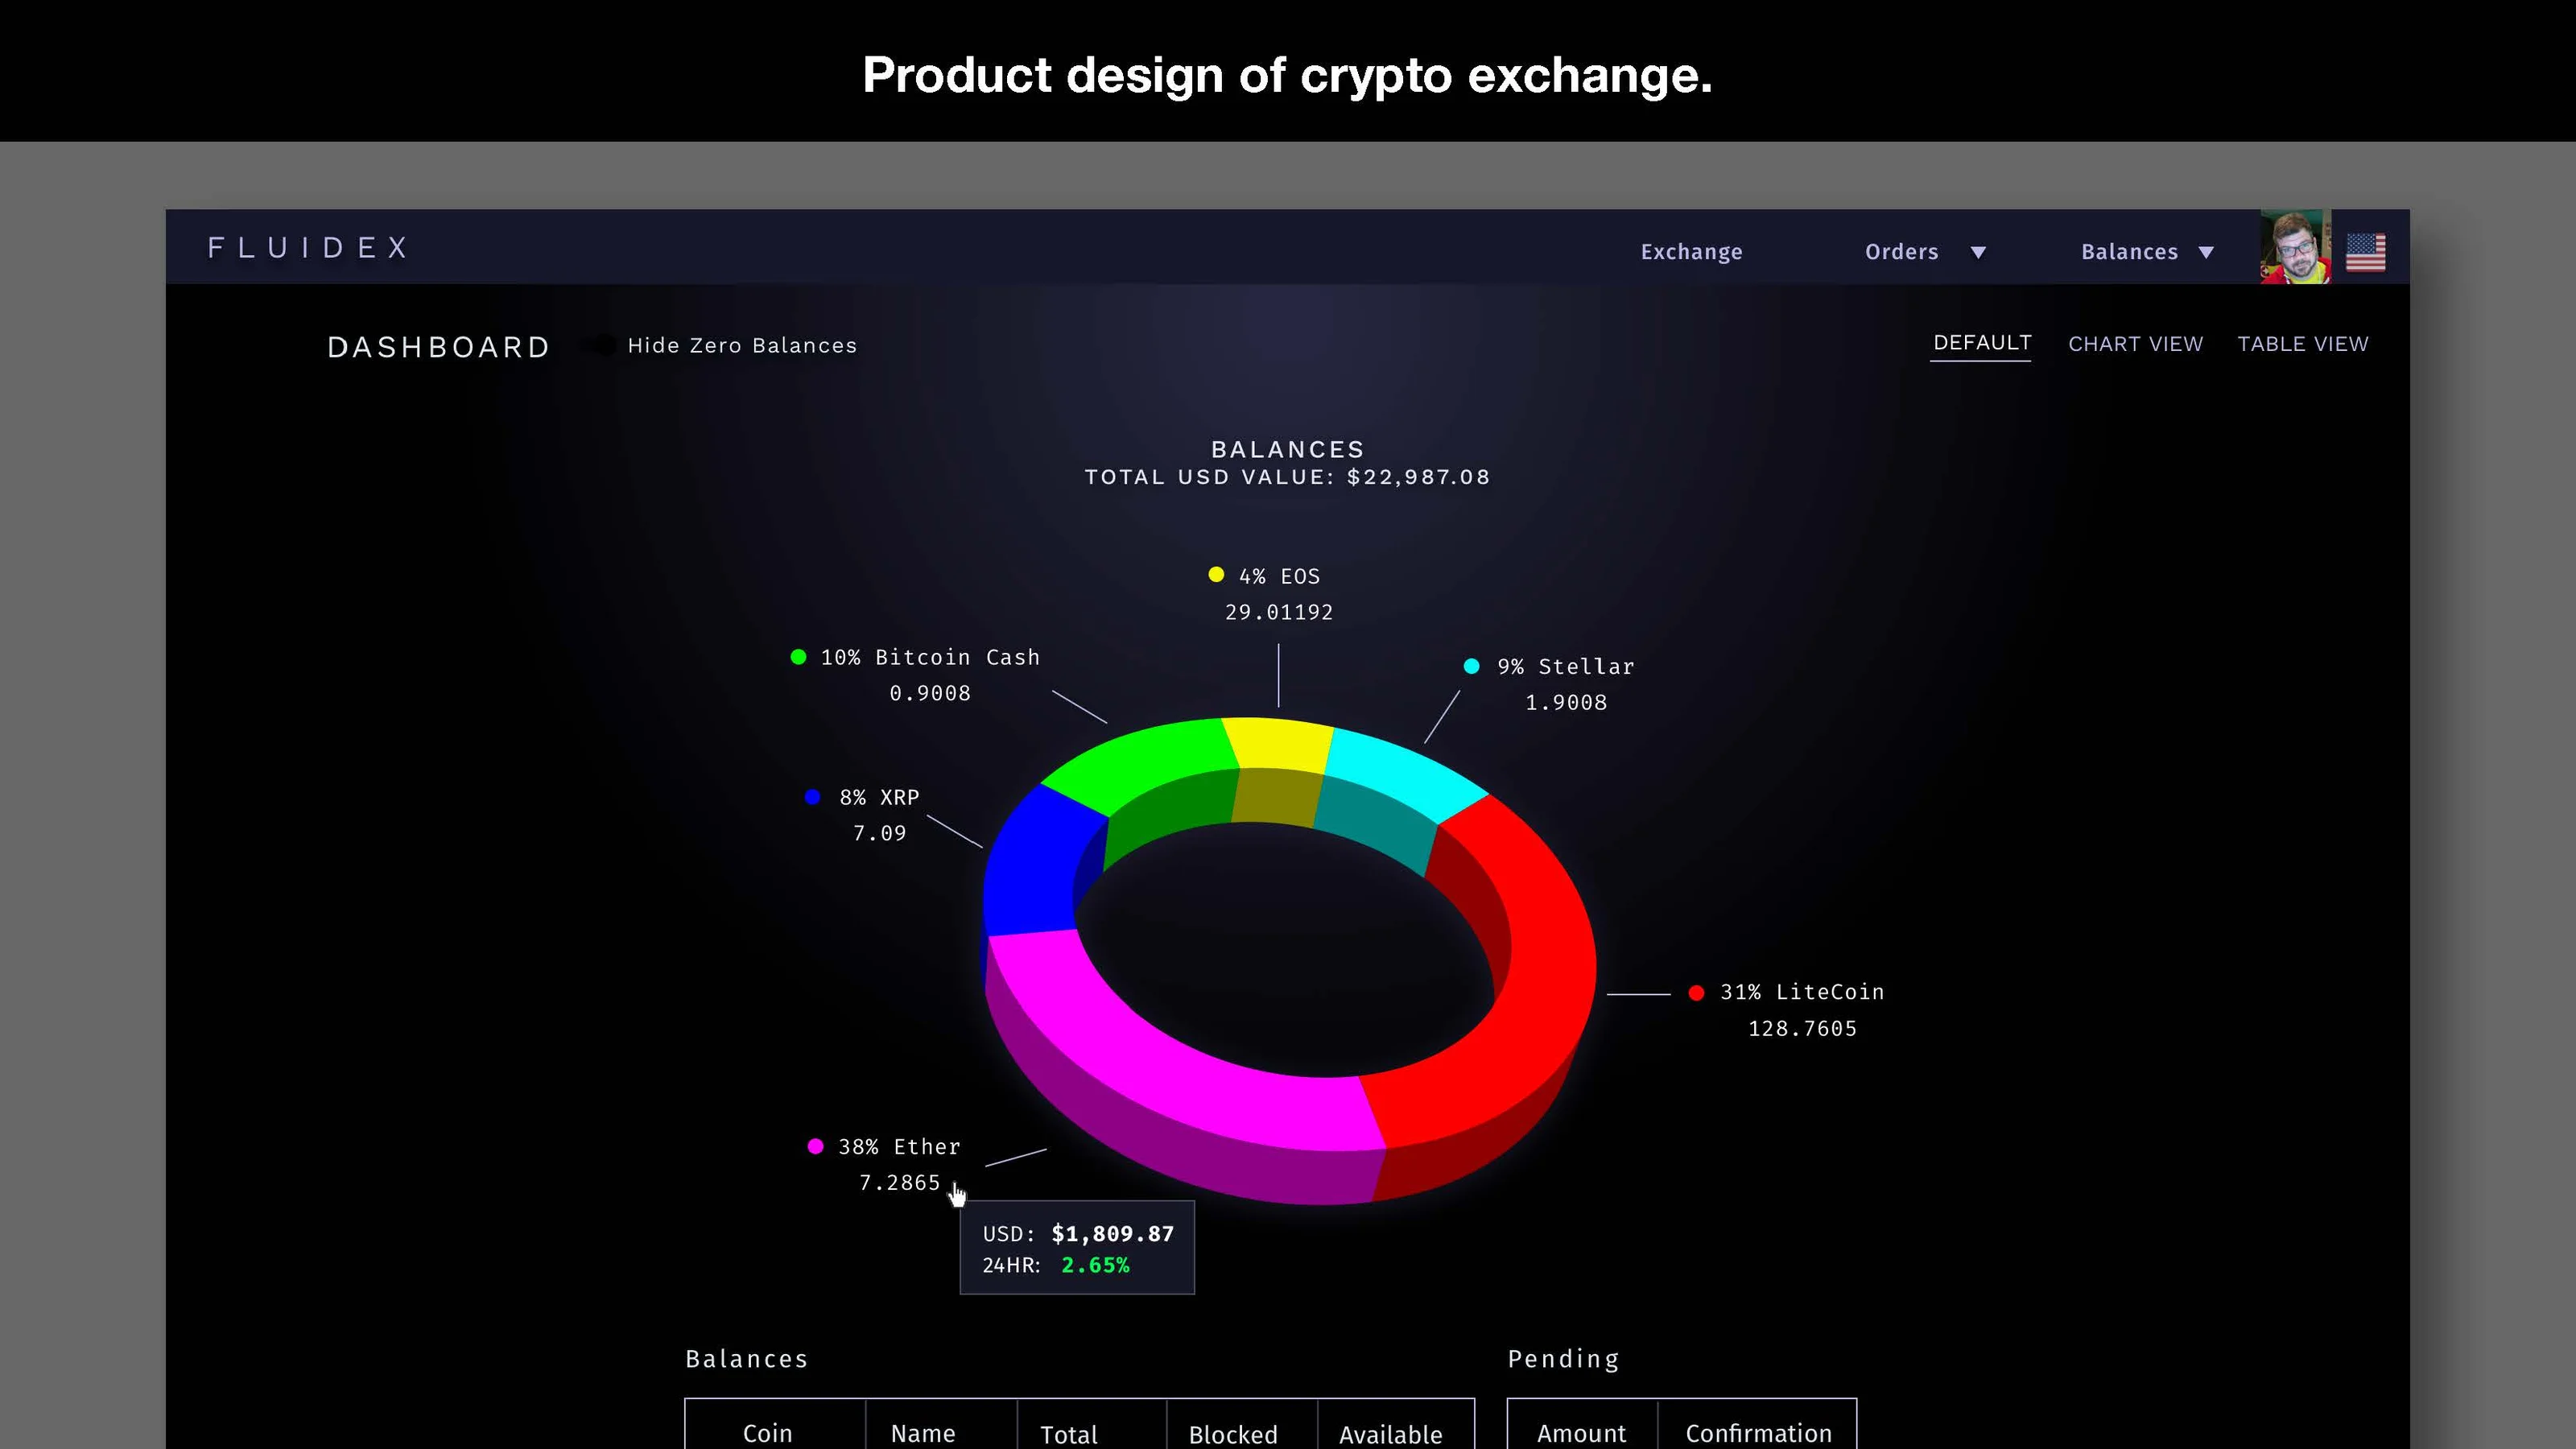 Product design of crypto exchange.
FLUIDEX
Exchange Orders Balances
DASHBOARD Hide Zero Balances
DEFAULT CHART VIEW TABLE VIEW
BALANCES
TOTAL USD VALUE: $22,987.08
4% EOS
29.01192
10% Bitcoin Cash
0.9008
9% Stellar
1.9008
8% XRP
7.09
31% LiteCoin
128.7605
38% Ether
7.2865
USD: $1,809.87
24HR: 2.65%
Balances
Pending
Coin Name Total Blocked Available
Amount Confirmation